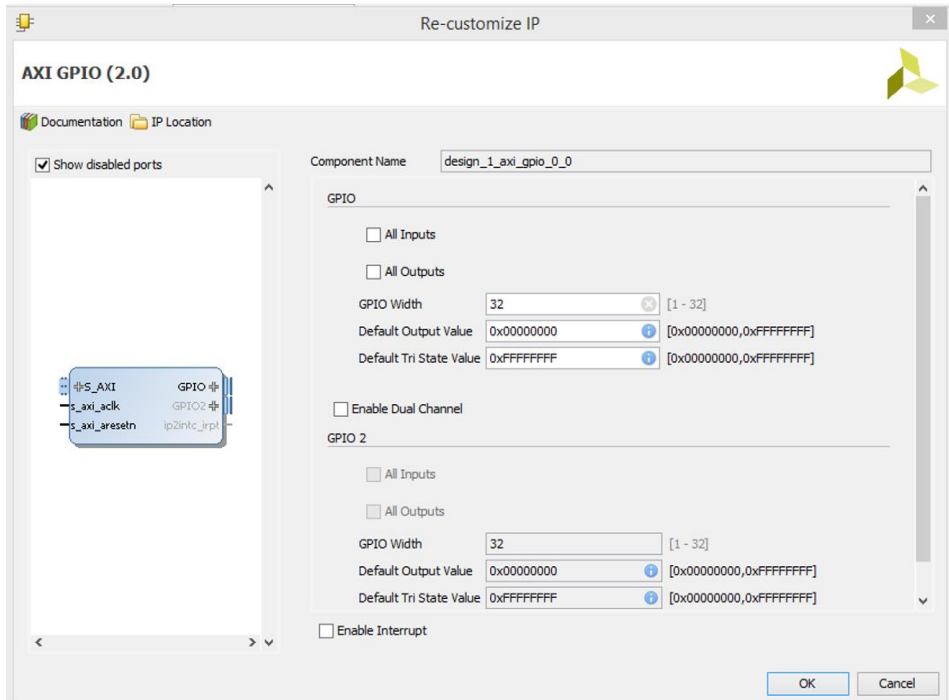 Re-customize IP
AXI GPIO (2.0)
Documentation IP Location
Show disabled ports
S_AXI GPIO
s_axi_aclk GPIO2
s_axi_aresetn ip2intc_irpt
Component Name design_1_axi_gpio_0_0
GPIO
All Inputs
All Outputs
GPIO Width 32 [1 - 32]
Default Output Value 0x00000000 [0x00000000,0xFFFFFFFF]
Default Tri State Value 0xFFFFFFFF [0x00000000,0xFFFFFFFF]
Enable Dual Channel
GPIO 2
All Inputs
All Outputs
GPIO Width 32 [1 - 32]
Default Output Value 0x00000000 [0x00000000,0xFFFFFFFF]
Default Tri State Value 0xFFFFFFFF [0x00000000,0xFFFFFFFF]
Enable Interrupt
OK Cancel